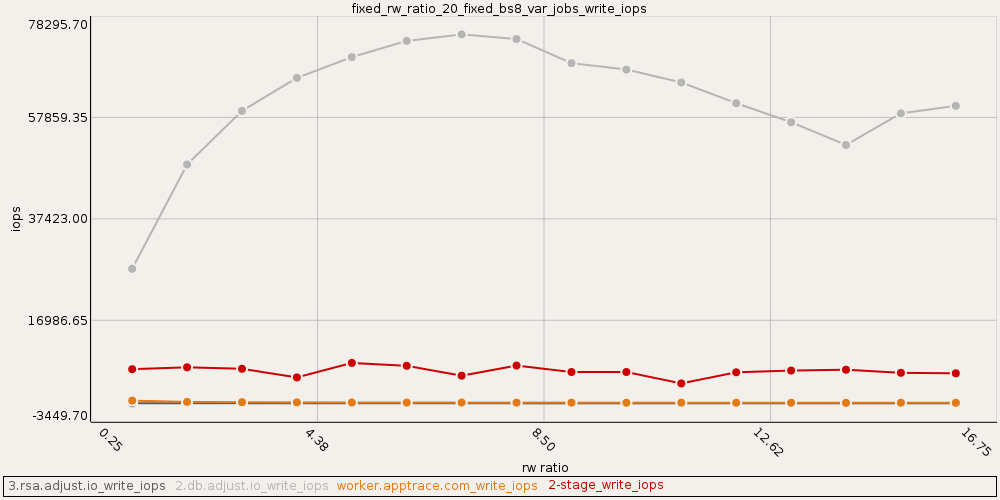 fixed_rw_ratio_20_fixed_bs8_var_jobs_write_iops
78295.70
57859.35
iops
37423.00
16986.65
-3449.70
0.25
4.38
8.50
12.62
16.75
rw ratio
3.rsa.adjust.io_write_iops 2.db.adjust.io_write_iops worker.apptrace.com_write_iops 2-stage_write_iops